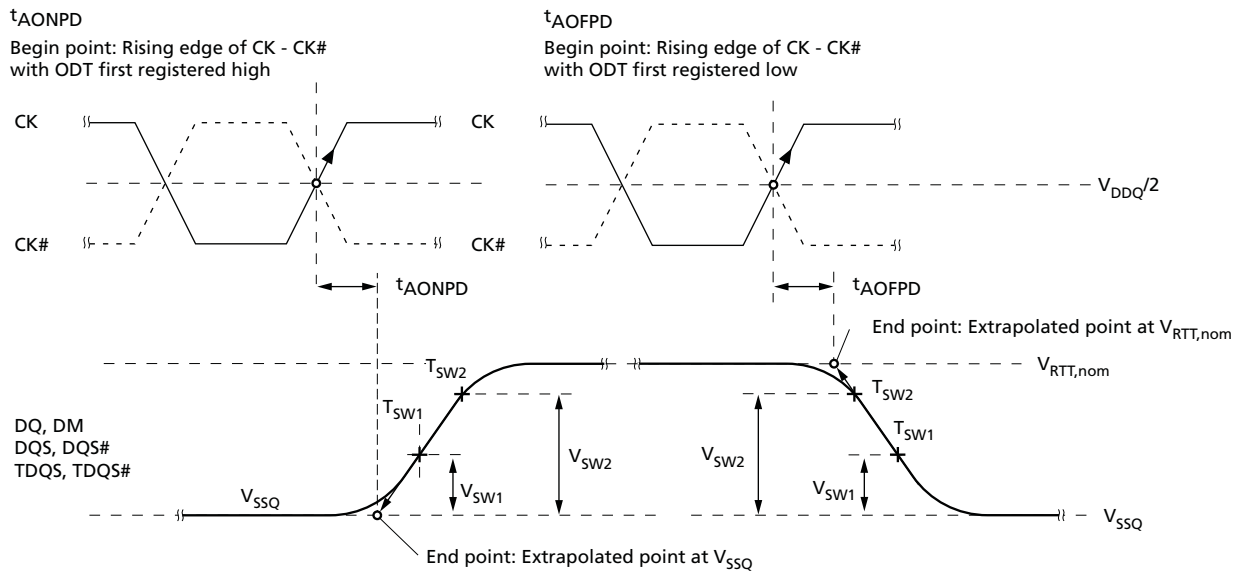 tAONPD
Begin point: Rising edge of CK - CK#
with ODT first registered high
tAOFPD
Begin point: Rising edge of CK - CK#
with ODT first registered low
CK
CK
VDDQ/2
CK#
CK#
tAONPD
tAOFPD
End point: Extrapolated point at VRTT,nom
TSW2
VRTT,nom
TSW2
TSW1
TSW1
DQ, DM
DQS, DQS#
TDQS, TDQS#
VSW2
VSW2
VSW1
VSW1
VSSQ
VSSQ
End point: Extrapolated point at VSSQ